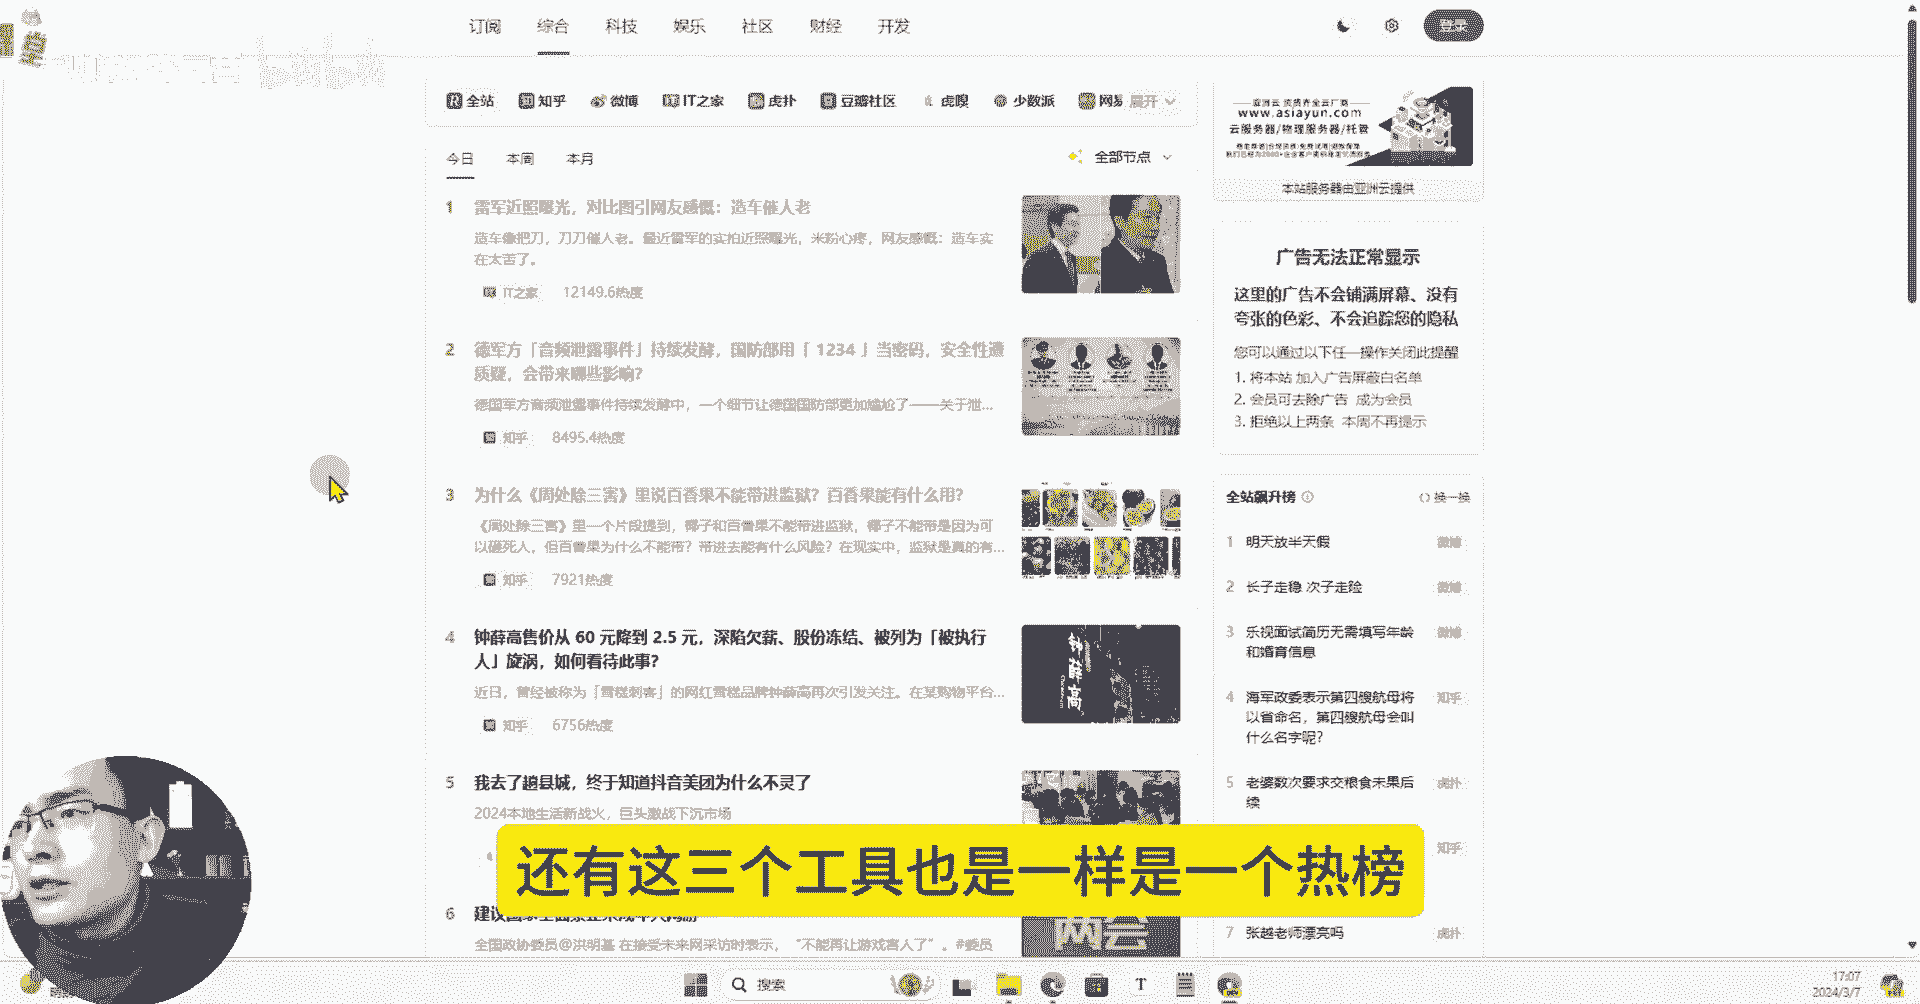 订阅 综合 科技 娱乐 社区 财经 开发
登录
全站 知乎 微博 IT之家 虎扑 豆瓣社区 虎嗅 少数派 网易 展开
今日 本周 本月
全部节点
1 雷军近照曝光，对比图引网友感慨：造车催人老
造车像把刀，刀刀催人老。最近雷军的实拍近照曝光，米粉心疼，网友感慨：造车实
在太苦了。
IT之家 12149.6热度
2 德军方「音频泄露事件」持续发酵，国防部用「 1234 」当密码，安全性遭
质疑，会带来哪些影响？
德国军方音频泄露事件持续发酵中，一个细节让德国国防部更加尴尬了——关于泄...
知乎 8495.4热度
3 为什么《周处除三害》里说百香果不能带进监狱？百香果能有什么用？
《周处除三害》里一个片段提到，椰子和百香果不能带进监狱，椰子不能带是因为可
以砸死人，但百香果为什么不能带？带进去能有什么风险？在现实中，监狱是真的有...
知乎 7921热度
4 钟薛高售价从 60 元降到 2.5 元，深陷欠薪、股份冻结、被列为「被执行
人」旋涡，如何看待此事？
近日，曾经被称为「雪糕刺客」的网红雪糕品牌钟薛高再次引发关注。在某购物平台...
知乎 6756热度
钟薛高
5 我去了趟县城，终于知道抖音美团为什么不灵了
2024本地生活新战火，巨头激战下沉市场
6
全国政协委员@洪明基 在接受未来网采访时表示，“不能再让游戏害人了”。#委员
www.asiayun.com
云服务器/物理服务器/托管
本站服务器由亚洲云提供
广告无法正常显示
这里的广告不会铺满屏幕、没有
夸张的色彩、不会追踪您的隐私
您可以通过以下任一操作关闭此提醒
1. 将本站 加入广告屏蔽白名单
2. 会员可去除广告 成为会员
3. 拒绝以上两条 本周不再提示
全站飙升榜 换一换
1 明天放半天假 微博
2 长子走稳 次子走险 微博
3 乐视面试简历无需填写年龄 微博
和婚育信息
4 海军政委表示第四艘航母将 知乎
以省命名，第四艘航母会叫
什么名字呢？
5 老婆数次要求交粮食未果后 虎扑
续
知乎
7 张越老师漂亮吗 虎扑
还有这三个工具也是一样是一个热榜
搜索
17:07
2024/3/7